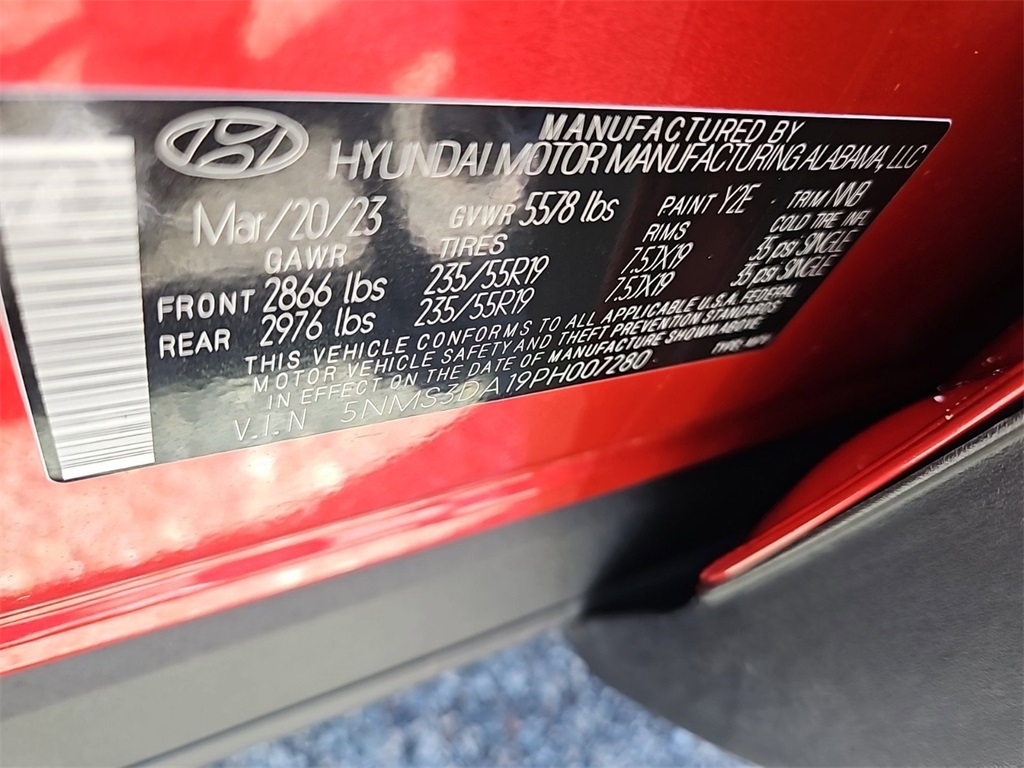 MANUFACTURED BY
HYUNDAI MOTOR MANUFACTURING ALABAMA, LLC
Mar/20/23 GVWR 5578 lbs PAINT Y2E TRIM NNB
GAWR TIRES RIMS COLD TIRE INFL
FRONT 2866 lbs 235/55R19 7.5JX19 35 psi SINGLE
REAR 2976 lbs 235/55R19 7.5JX19 35 psi SINGLE
THIS VEHICLE CONFORMS TO ALL APPLICABLE U.S.A. FEDERAL
MOTOR VEHICLE SAFETY AND THEFT PREVENTION STANDARDS
IN EFFECT ON THE DATE OF MANUFACTURE SHOWN ABOVE
V.I.N 5NMS3DA19PH007280 TYPE: MPV